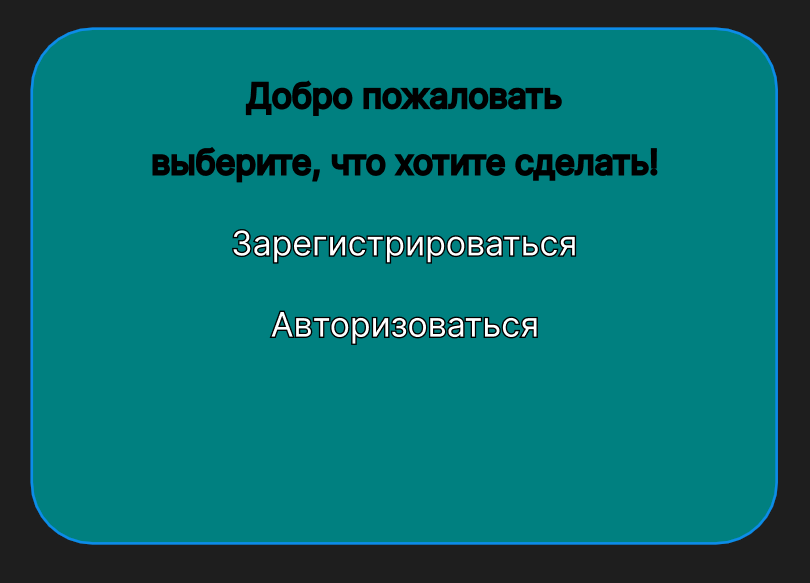 Добро пожаловать
выберите, что хотите сделать!
Зарегистрироваться
Авторизоваться